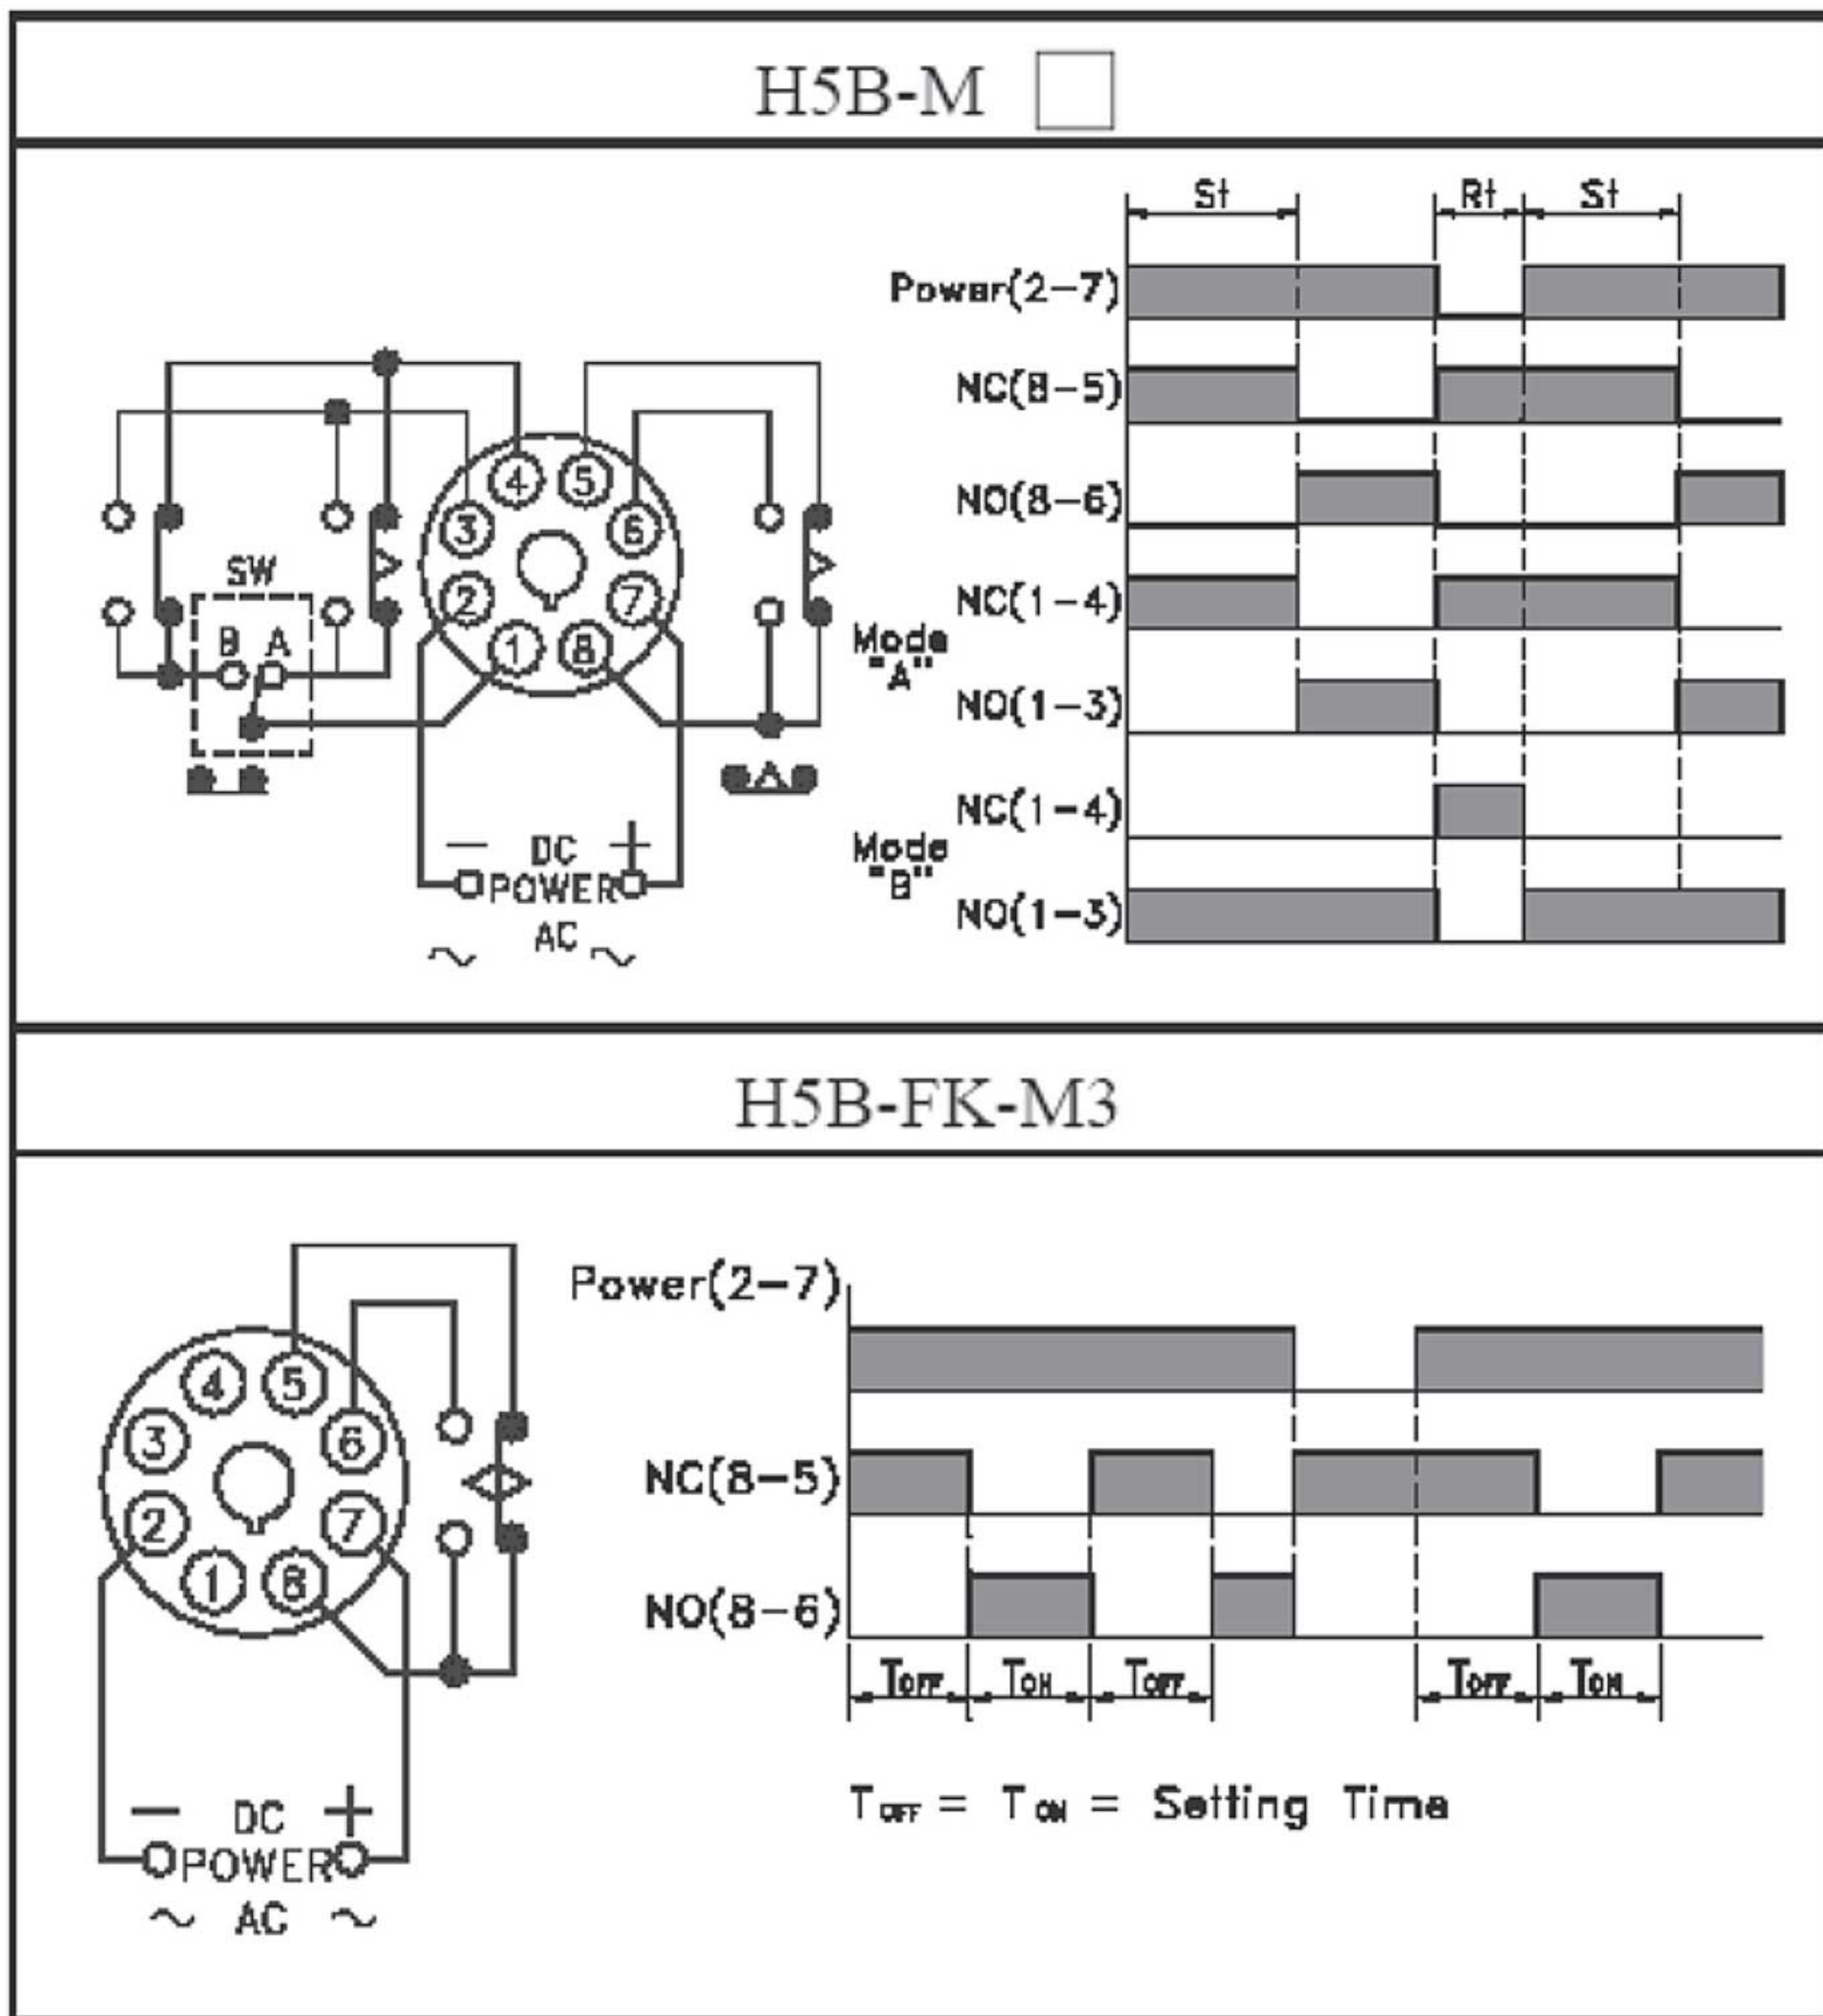 H5B-M
St Rt St
Power(2-7)
NC(8-5)
NO(8-6)
NC(1-4)
Mode
"A"
NO(1-3)
NC(1-4)
Mode
"B"
NO(1-3)
4 5
3 6
2 7
1 8
SW
B A
A
− DC +
POWER
~ AC ~
H5B-FK-M3
4 5
3 6
2 7
1 8
− DC +
POWER
~ AC ~
Power(2-7)
NC(8-5)
NO(8-6)
TOFF TON TOFF TOFF TON
TOFF = TON = Setting Time